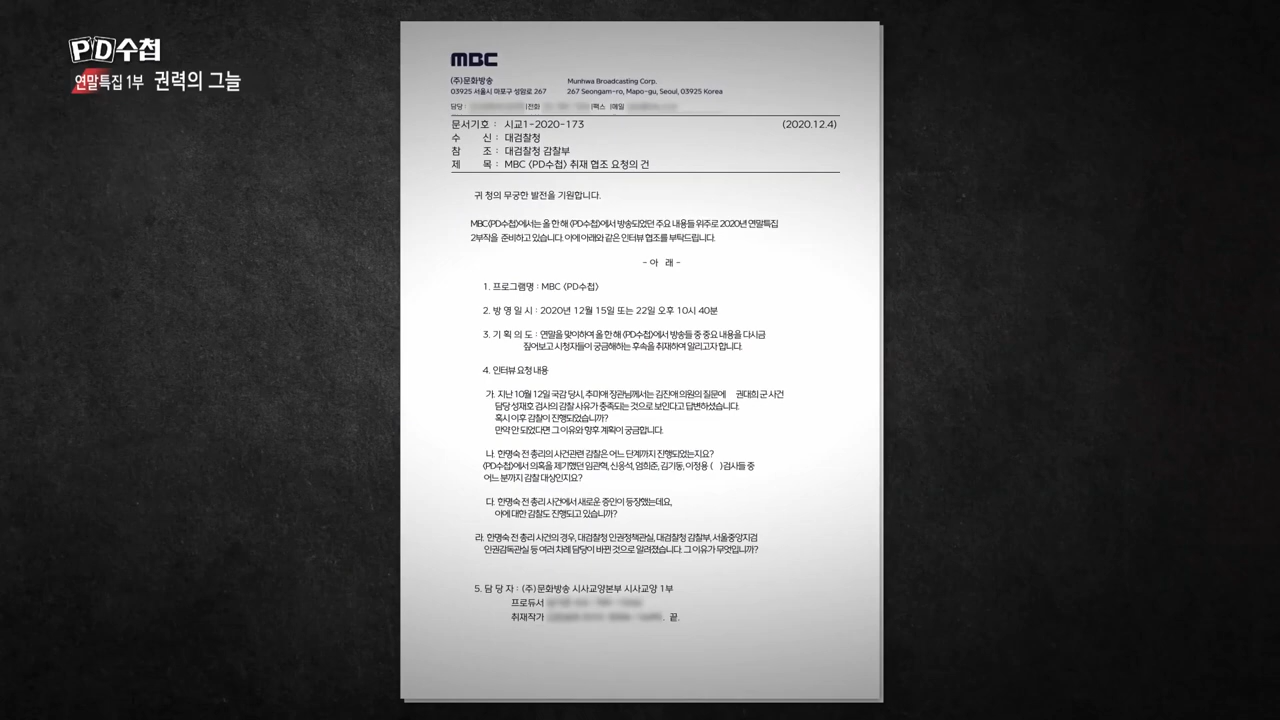 PD수첩
연말특집 1부 권력의 그늘
MBC
(주)문화방송 Munhwa Broadcasting Corp.
03925 서울시 마포구 성암로 267 267 Seongam-ro, Mapo-gu, Seoul, 03925 Korea
담당 : |전화 |팩스 |메일
문서기호 : 시교1-2020-173 (2020.12.4)
수 신 : 대검찰청
참 조 : 대검찰청 감찰부
제 목 : MBC <PD수첩> 취재 협조 요청의 건
귀 청의 무궁한 발전을 기원합니다.
MBC<PD수첩>에서는 올 한 해 <PD수첩>에서 방송되었던 주요 내용들 위주로 2020년 연말특집
2부작을 준비하고 있습니다. 이에 아래와 같은 인터뷰 협조를 부탁드립니다.
- 아 래 -
1. 프로그램명 : MBC <PD수첩>
2. 방 영 일 시 : 2020년 12월 15일 또는 22일 오후 10시 40분
3. 기 획 의 도 : 연말을 맞이하여 올 한해 <PD수첩>에서 방송들 중 중요 내용을 다시금
짚어보고 시청자들이 궁금해하는 후속을 취재하여 알리고자 합니다.
4. 인터뷰 요청 내용
가. 지난 10월 12일 국감 당시, 추미애 장관님께서는 김진애 의원의 질문에 권대희 군 사건
담당 성재호 검사의 감찰 사유가 충족되는 것으로 보인다고 답변하셨습니다.
혹시 이후 감찰이 진행되었습니까?
만약 안 되었다면 그 이유와 향후 계획이 궁금합니다.
나. 한명숙 전 총리의 사건관련 감찰은 어느 단계까지 진행되었는지요?
<PD수첩>에서 의혹을 제기했던 임관혁, 신응석, 엄희준, 김기동, 이정용 ( )검사들 중
어느 분까지 감찰 대상인지요?
다. 한명숙 전 총리 사건에서 새로운 증인이 등장했는데요,
이에 대한 감찰도 진행되고 있습니까?
라. 한명숙 전 총리 사건의 경우, 대검찰청 인권정책관실, 대검찰청 감찰부, 서울중앙지검
인권감독관실 등 여러 차례 담당이 바뀐 것으로 알려졌습니다. 그 이유가 무엇입니까?
5. 담 당 자 : (주)문화방송 시사교양본부 시사교양 1부
프로듀서
취재작가 . 끝.